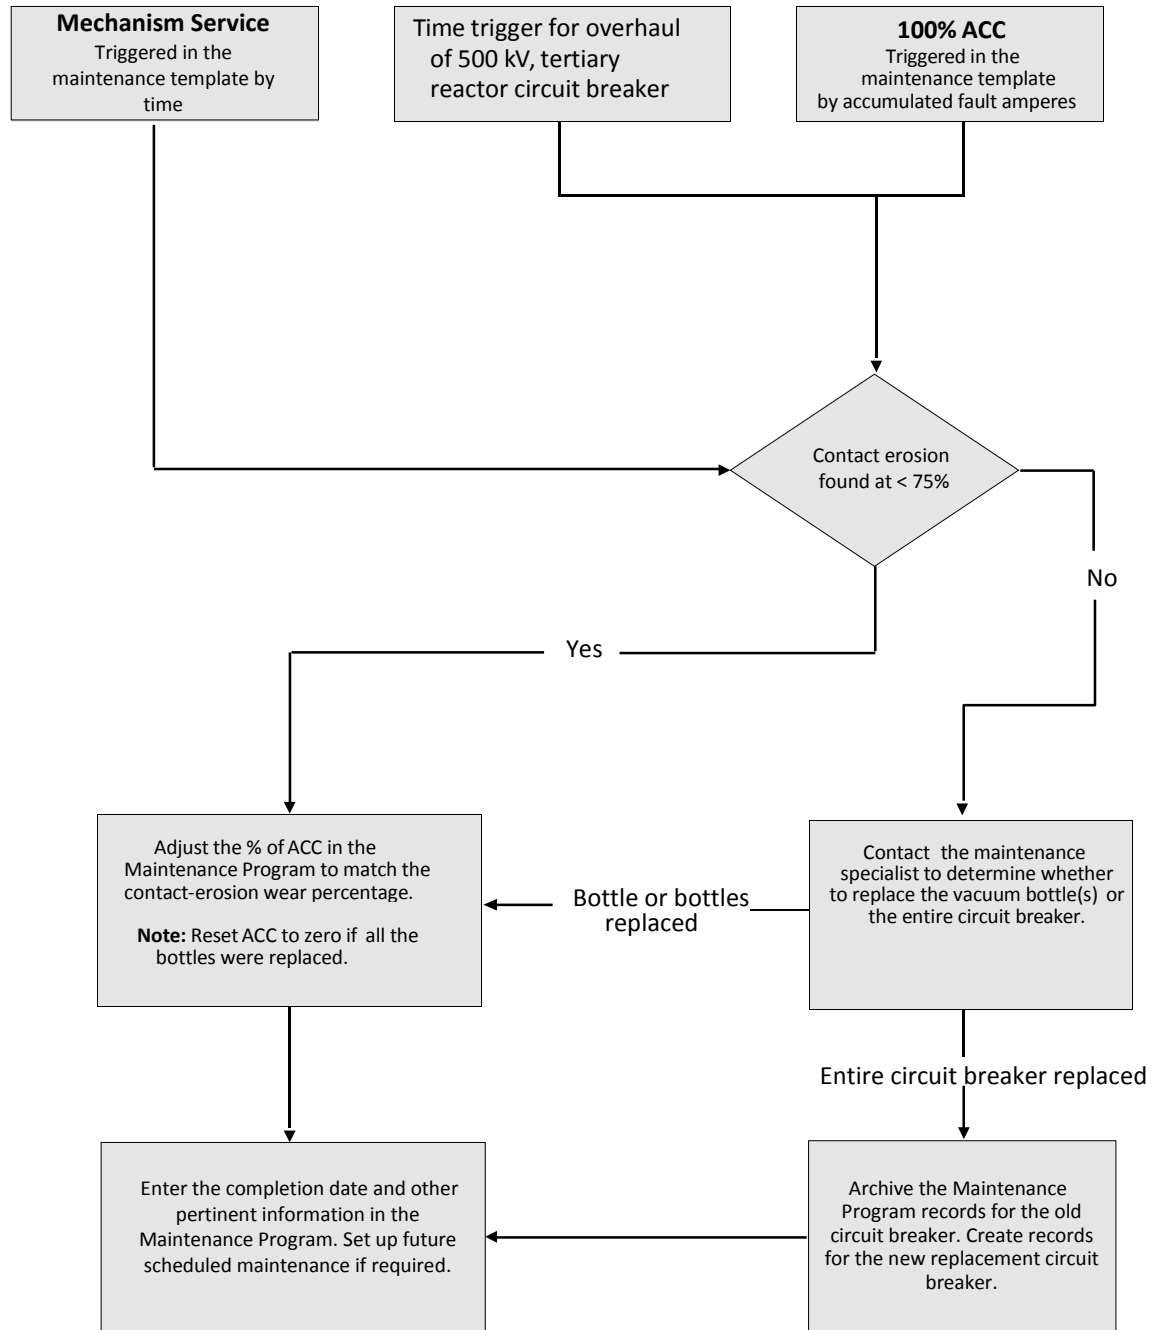 Mechanism Service
Triggered in the
maintenance template by
time
Time trigger for overhaul
of 500 kV, tertiary
reactor circuit breaker
100% ACC
Triggered in the
maintenance template
by accumulated fault amperes
Contact erosion
found at < 75%
No
Yes
Adjust the % of ACC in the
Maintenance Program to match the
contact-erosion wear percentage.
Note: Reset ACC to zero if all the
bottles were replaced.
Bottle or bottles
replaced
Contact the maintenance
specialist to determine whether
to replace the vacuum bottle(s) or
the entire circuit breaker.
Entire circuit breaker replaced
Enter the completion date and other
pertinent information in the
Maintenance Program. Set up future
scheduled maintenance if required.
Archive the Maintenance
Program records for the old
circuit breaker. Create records
for the new replacement circuit
breaker.